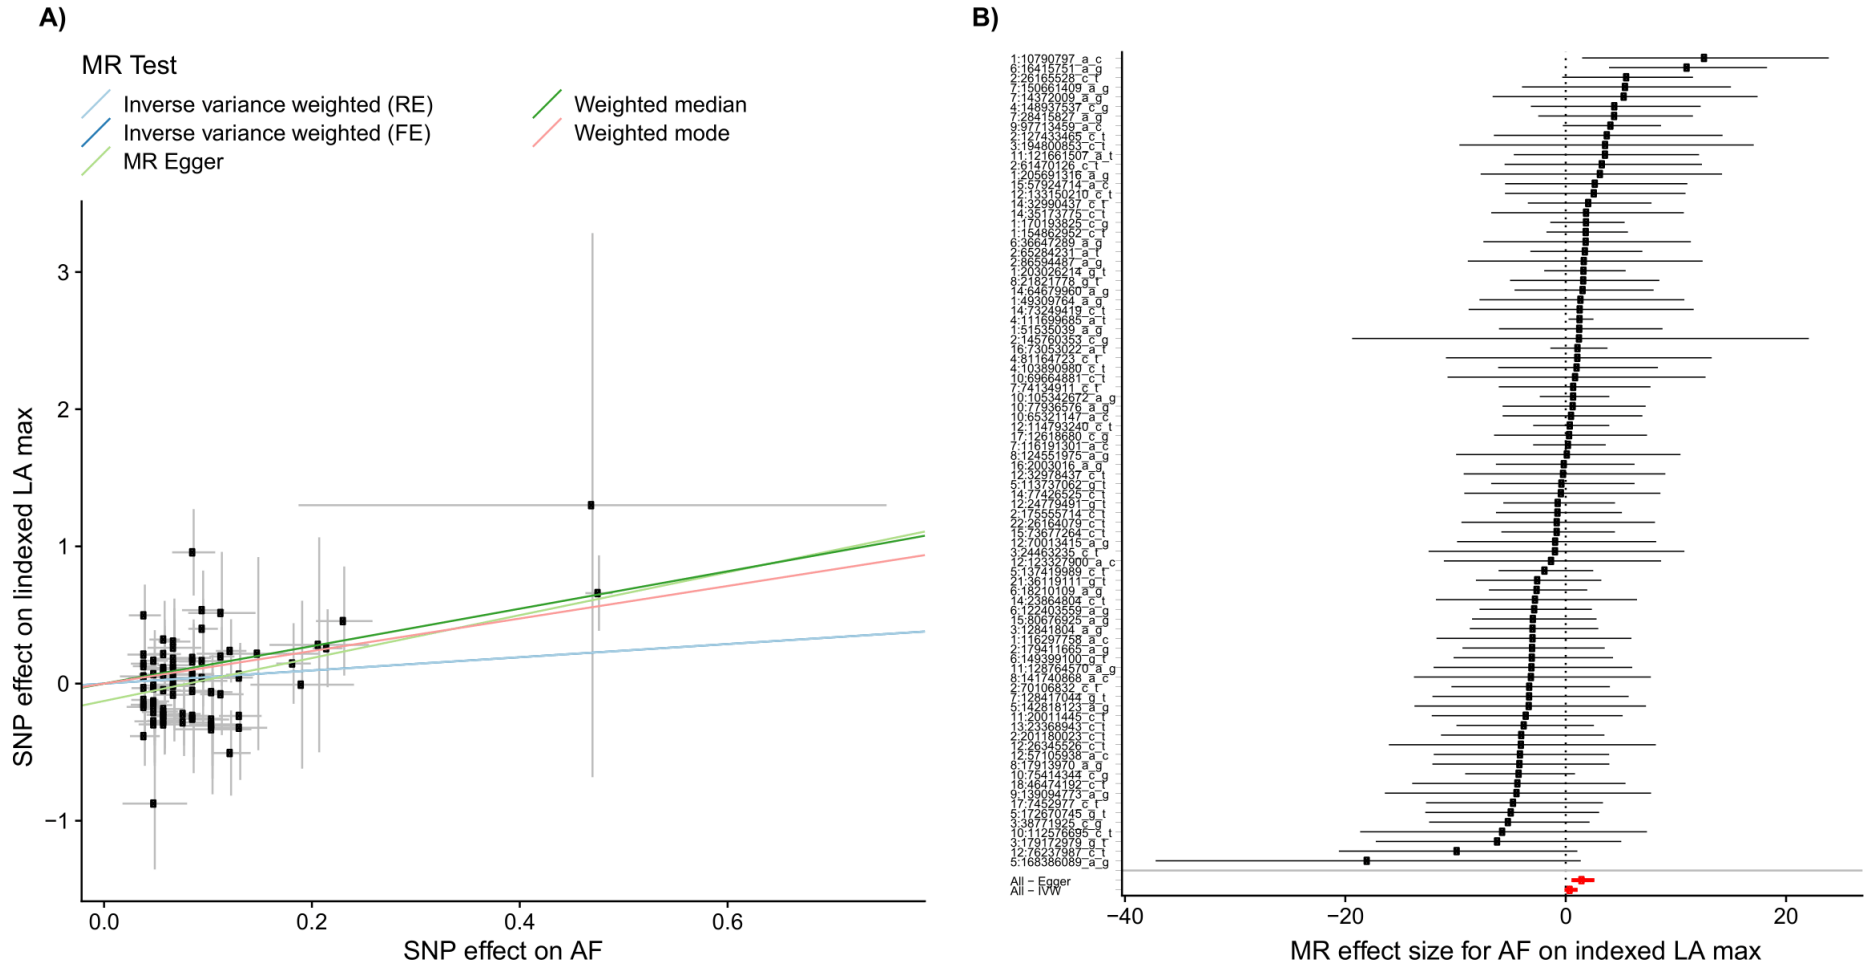 A)
MR Test
Inverse variance weighted (RE)
Inverse variance weighted (FE)
MR Egger
Weighted median
Weighted mode
3
2
1
0
−1
SNP effect on Iindexed LA max
0.0 0.2 0.4 0.6
SNP effect on AF
B)
1:10790797_a_c
6:16415751_a_g
2:26165528_c_t
7:150661409_a_g
7:14372009_a_g
4:148937537_c_g
7:28415827_a_g
9:97713459_a_c
2:127433465_c_t
3:194800853_c_t
11:121661507_a_t
2:61470126_c_t
1:205691316_a_g
15:57924714_a_c
12:133150210_c_t
14:32990437_c_t
14:35173775_c_t
1:170193825_c_g
1:154862952_c_t
6:36647289_a_g
2:65284231_a_t
2:86594487_a_g
1:203026214_g_t
8:21821778_g_t
14:64679960_a_g
1:49309764_a_g
14:73249419_c_t
4:111699685_a_t
1:51535039_a_g
2:145760353_c_g
16:73053022_a_t
4:81164723_c_t
4:103890980_c_t
10:69664881_c_t
7:74134911_c_t
10:105342672_a_g
10:77936576_a_g
10:65321147_a_c
12:114793240_c_t
17:12618680_c_g
7:116191301_a_c
8:124551975_a_g
16:2003016_a_g
12:32978437_c_t
5:113737062_g_t
14:77426525_c_t
12:24779491_g_t
2:175555714_c_t
22:26164079_c_t
15:73677264_c_t
12:70013415_a_g
3:24463235_c_t
12:123327900_a_c
5:137419989_c_t
21:36119111_g_t
6:18210109_a_g
14:23864804_c_t
6:122403559_a_g
15:80676925_a_g
3:12841804_a_g
1:116297758_a_c
2:179411665_a_g
6:149399100_g_t
11:128764570_a_g
8:141740868_a_c
2:70106832_c_t
7:128417044_g_t
5:142818123_a_g
11:20011445_c_t
13:23368943_c_t
2:201180023_c_t
12:26345526_c_t
12:57105938_a_c
8:17913970_a_g
10:75414344_c_g
18:46474192_c_t
9:139094773_a_g
17:7452977_c_t
5:172670745_g_t
3:38771925_c_g
10:112576695_c_t
3:179172979_g_t
12:76237987_c_t
5:168386089_a_g
All − Egger
All − IVW
−40 −20 0 20
MR effect size for AF on indexed LA max